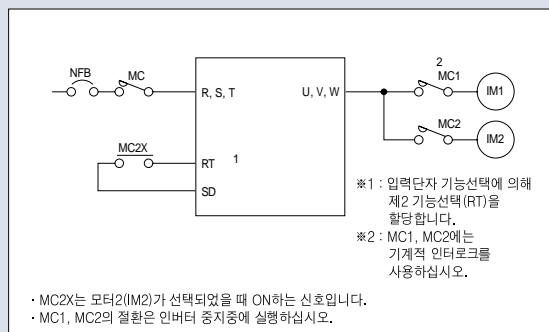 NFB
MC
R, S, T
U, V, W
2
MC1
IM1
MC2
IM2
MC2X
RT
1
SD
※1 : 입력단자 기능선택에 의해
제2 기능선택(RT)을
할당합니다.
※2 : MC1, MC2에는
기계적 인터로크를
사용하십시오.
· MC2X는 모터2(IM2)가 선택되었을 때 ON하는 신호입니다.
· MC1, MC2의 절환은 인버터 중지중에 실행하십시오.